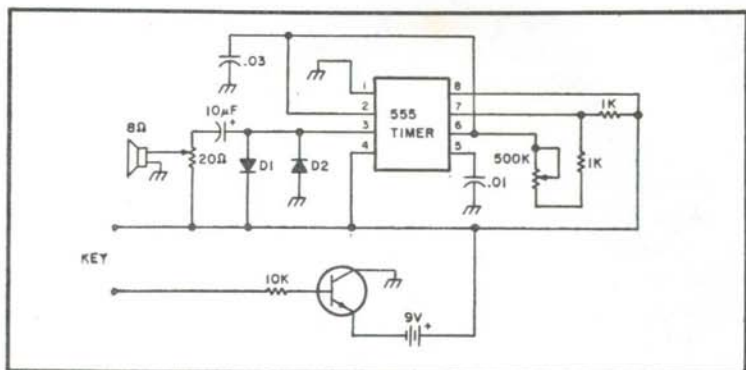 .03
1
8
10µF
+
2
555
7
1K
8Ω
3
TIMER
6
20Ω
D1
D2
4
5
500K
1K
.01
KEY
10K
9V
+